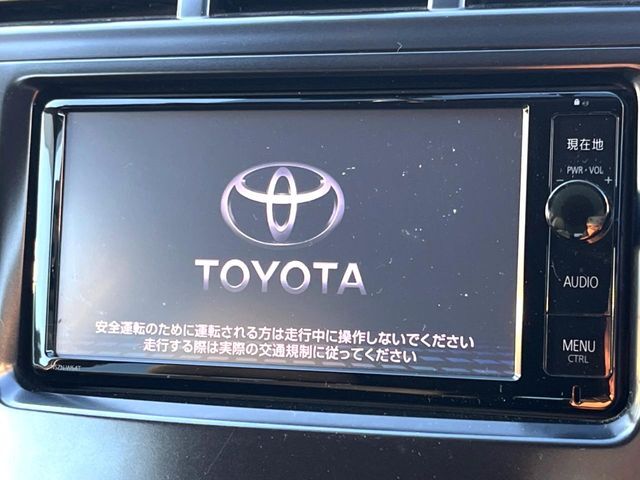 現在地
PWR・VOL
− +
TOYOTA
AUDIO
安全運転のために運転される方は走行中に操作しないでください
走行する際は実際の交通規制に従ってください
MENU
CTRL
NSZN-W64T